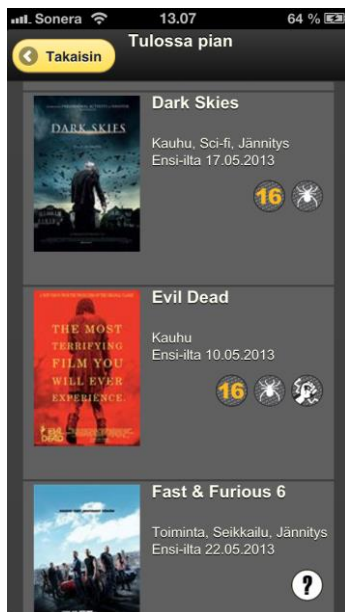 Sonera 13.07 64 %
Takaisin
Tulossa pian
Dark Skies
DARK SKIES
Kauhu, Sci-fi, Jännitys
Ensi-ilta 17.05.2013
16
Evil Dead
THE MOST
TERRIFYING
FILM YOU
WILL EVER
EXPERIENCE.
EVIL
DEAD
Kauhu
Ensi-ilta 10.05.2013
16
Fast & Furious 6
Toiminta, Seikkailu, Jännitys
Ensi-ilta 22.05.2013
?